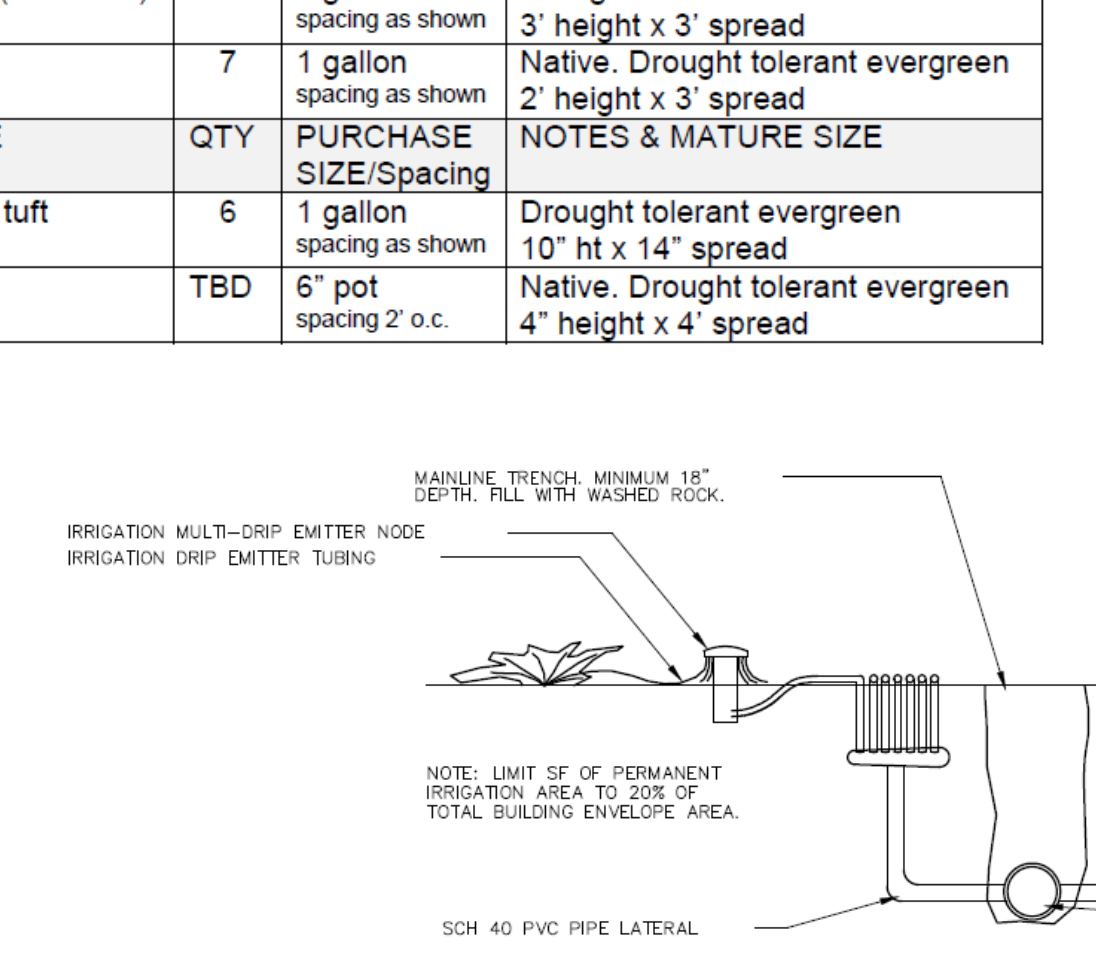 spacing as shown
3’ height x 3’ spread
7
1 gallon
spacing as shown
Native. Drought tolerant evergreen
2’ height x 3’ spread
QTY
PURCHASE
SIZE/Spacing
NOTES & MATURE SIZE
tuft
6
1 gallon
spacing as shown
Drought tolerant evergreen
10” ht x 14” spread
TBD
6” pot
spacing 2’ o.c.
Native. Drought tolerant evergreen
4” height x 4’ spread
MAINLINE TRENCH. MINIMUM 18"
DEPTH. FILL WITH WASHED ROCK.
IRRIGATION MULTI–DRIP EMITTER NODE
IRRIGATION DRIP EMITTER TUBING
NOTE: LIMIT SF OF PERMANENT
IRRIGATION AREA TO 20% OF
TOTAL BUILDING ENVELOPE AREA.
SCH 40 PVC PIPE LATERAL